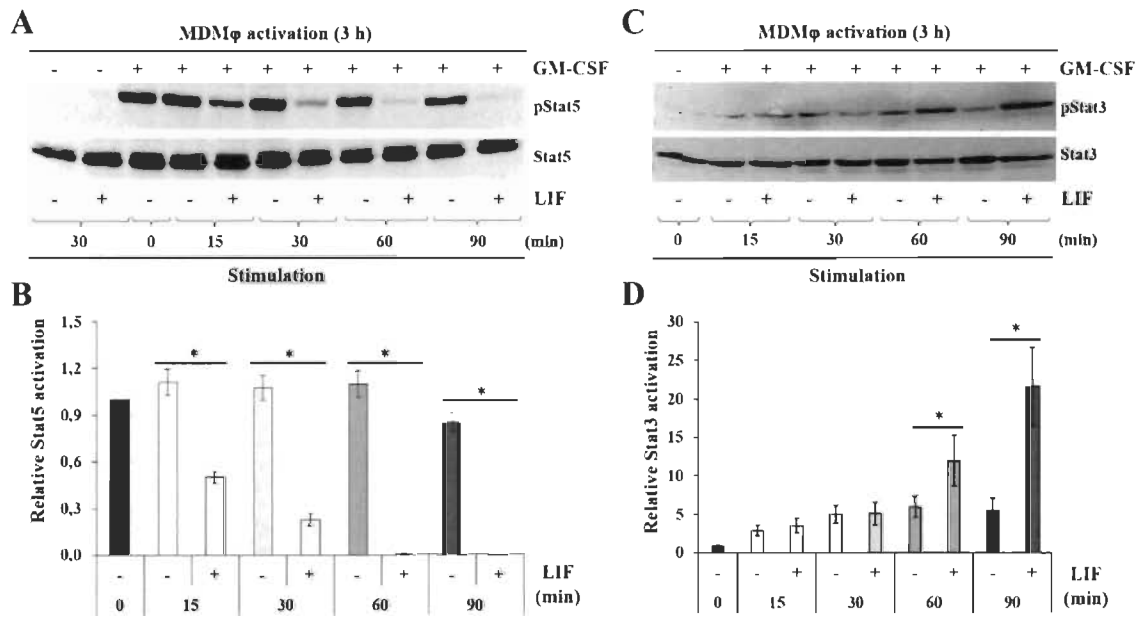 A
MDMφ activation (3 h)
- - + + + + + + + + GM-CSF
pStat5
Stat5
- + - - + - + - + - + LIF
30 0 15 30 60 90 (min)
Stimulation
B
Relative Stat5 activation
1,5
1,2
0,9
0,6
0,3
0,0
* * * *
- - + - + - + - + LIF
0 15 30 60 90 (min)
C
MDMφ activation (3 h)
- + + + + + + + + GM-CSF
pStat3
Stat3
- - + - + - + - + LIF
0 15 30 60 90 (min)
Stimulation
D
Relative Stat3 activation
30
25
20
15
10
5
0
* *
- - + - + - + - + LIF
0 15 30 60 90 (min)